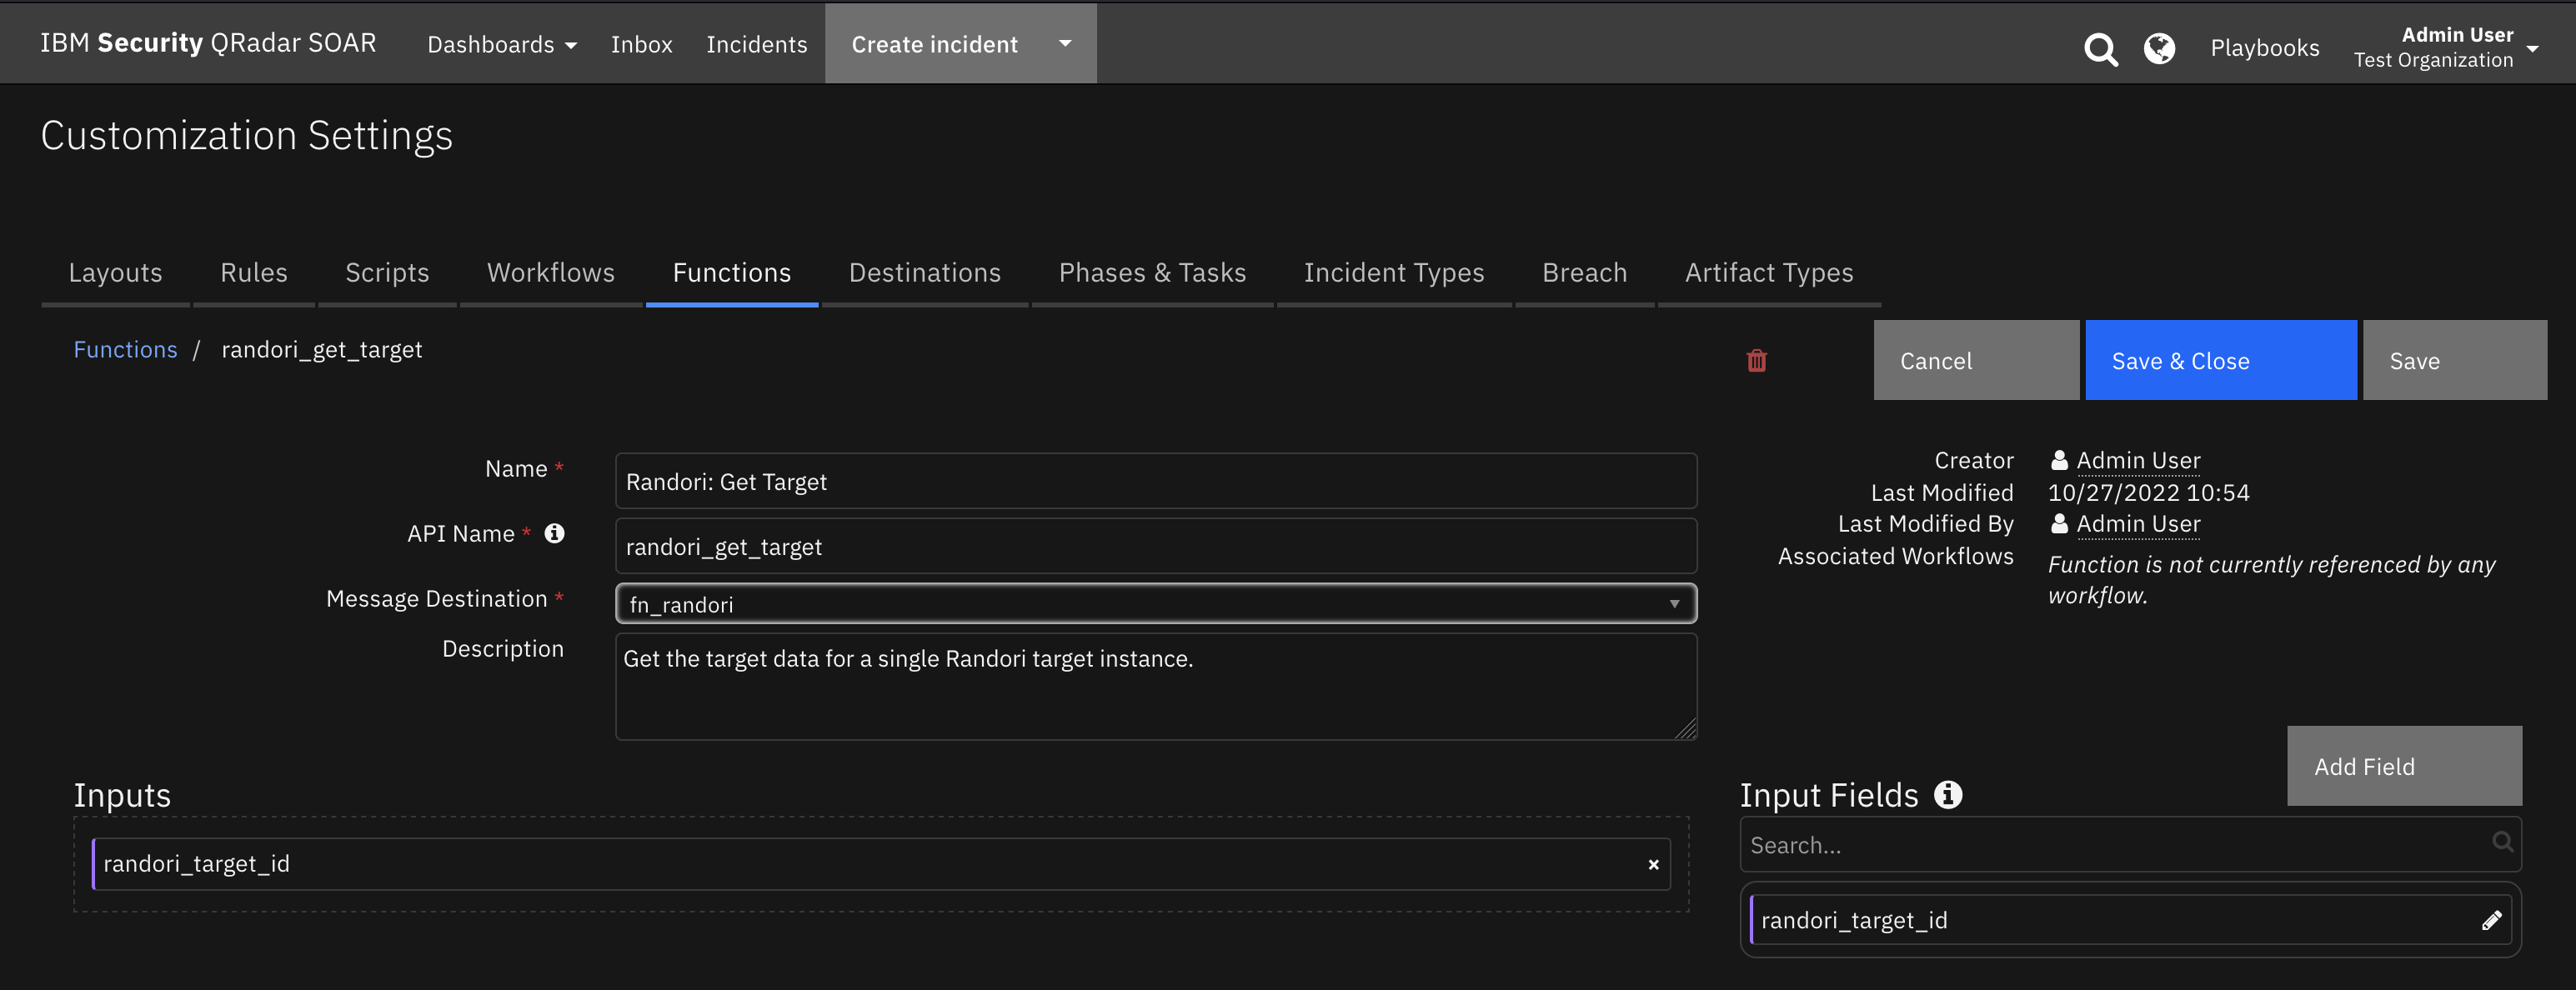 IBM Security QRadar SOAR
Dashboards
Inbox
Incidents
Create incident
Playbooks
Admin User
Test Organization
Customization Settings
Layouts
Rules
Scripts
Workflows
Functions
Destinations
Phases & Tasks
Incident Types
Breach
Artifact Types
Functions / randori_get_target
Cancel
Save & Close
Save
Name *
Randori: Get Target
API Name *
randori_get_target
Message Destination *
fn_randori
Description
Get the target data for a single Randori target instance.
Creator
Admin User
Last Modified
10/27/2022 10:54
Last Modified By
Admin User
Associated Workflows
Function is not currently referenced by any
workflow.
Inputs
randori_target_id
Input Fields
Add Field
Search...
randori_target_id